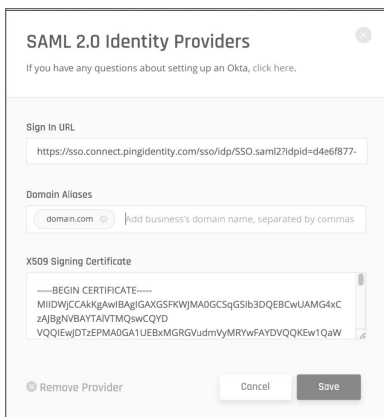 SAML 2.0 Identity Providers
If you have any questions about setting up an Okta, click here.
Sign In URL
https://sso.connect.pingidentity.com/sso/idp/SSO.saml2?idpid=d4e6f877-
Domain Aliases
domain.com Add business's domain name, separated by commas
X509 Signing Certificate
-----BEGIN CERTIFICATE-----
MIIDWjCCAkKgAwIBAgIGAXGSFKWJMA0GCSqGSIb3DQEBCwUAMG4xC
zAJBgNVBAYTAlVTMQswCQYD
VQQIEwJDTzEPMA0GA1UEBxMGRGVudmVyMRYwFAYDVQQKEw1QaW
Remove Provider
Cancel
Save